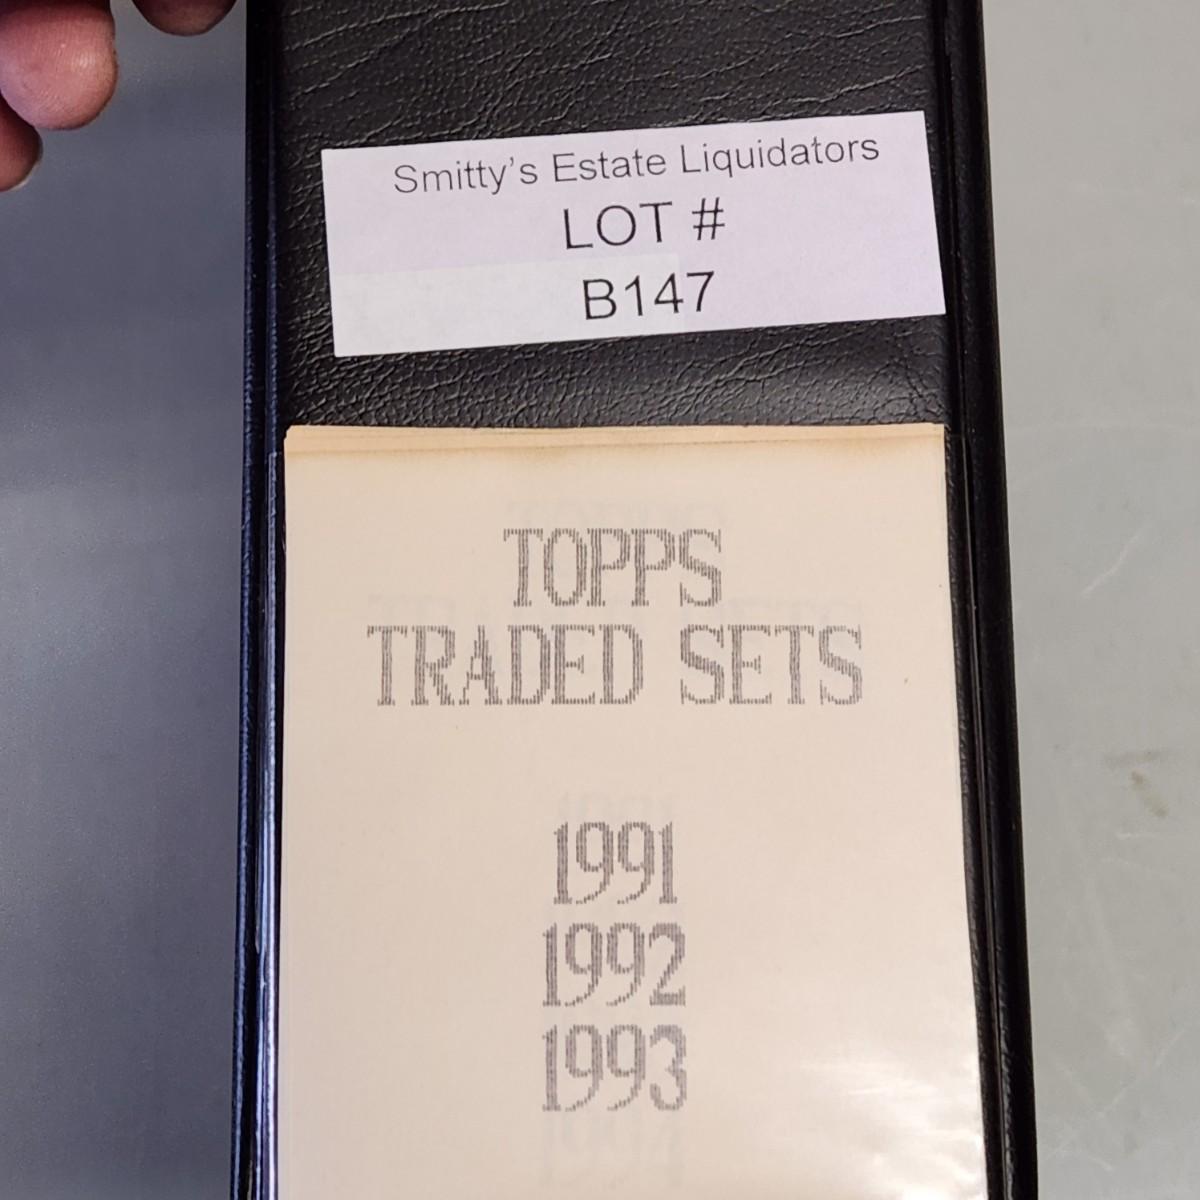 Smitty's Estate Liquidators
LOT #
B147
TOPPS
TRADED SETS
1991
1992
1993